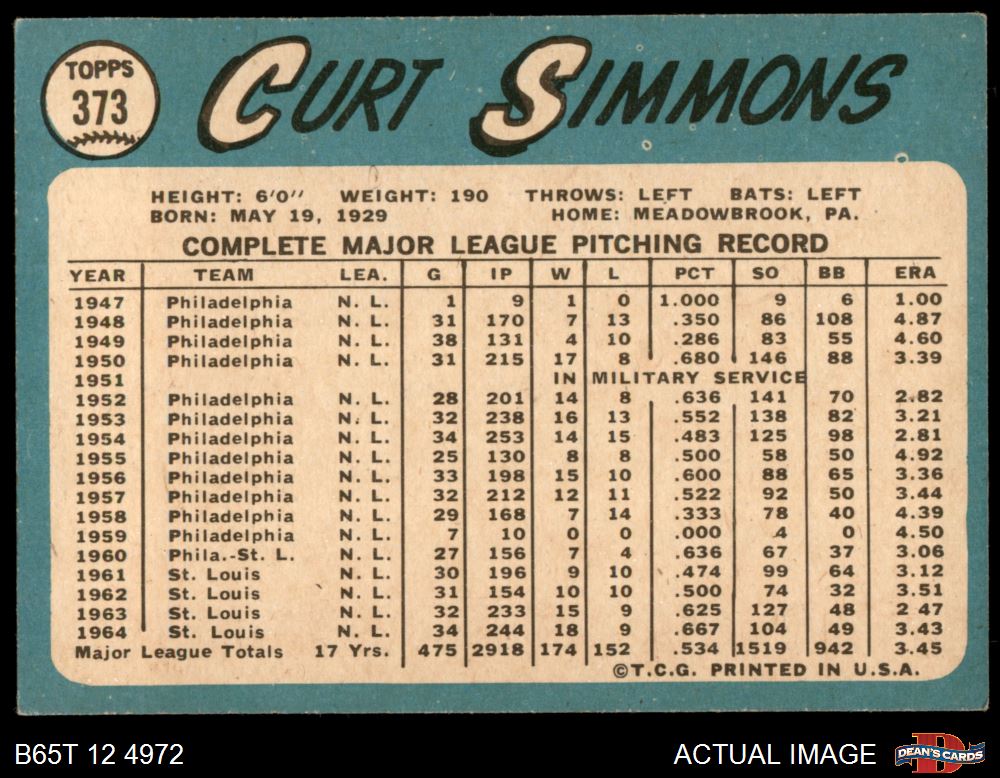 TOPPS
373
CURT SIMMONS
HEIGHT: 6'0" WEIGHT: 190 THROWS: LEFT BATS: LEFT
BORN: MAY 19, 1929 HOME: MEADOWBROOK, PA.
COMPLETE MAJOR LEAGUE PITCHING RECORD
YEAR TEAM LEA. G IP W L PCT SO BB ERA
1947 Philadelphia N. L. 1 9 1 0 1.000 9 6 1.00
1948 Philadelphia N. L. 31 170 7 13 .350 86 108 4.87
1949 Philadelphia N. L. 38 131 4 10 .286 83 55 4.60
1950 Philadelphia N. L. 31 215 17 8 .680 146 88 3.39
1951 IN MILITARY SERVICE
1952 Philadelphia N. L. 28 201 14 8 .636 141 70 2.82
1953 Philadelphia N. L. 32 238 16 13 .552 138 82 3.21
1954 Philadelphia N. L. 34 253 14 15 .483 125 98 2.81
1955 Philadelphia N. L. 25 130 8 8 .500 58 50 4.92
1956 Philadelphia N. L. 33 198 15 10 .600 88 65 3.36
1957 Philadelphia N. L. 32 212 12 11 .522 92 50 3.44
1958 Philadelphia N. L. 29 168 7 14 .333 78 40 4.39
1959 Philadelphia N. L. 7 10 0 0 .000 4 0 4.50
1960 Phila.-St. L. N. L. 27 156 7 4 .636 67 37 3.06
1961 St. Louis N. L. 30 196 9 10 .474 99 64 3.12
1962 St. Louis N. L. 31 154 10 10 .500 74 32 3.51
1963 St. Louis N. L. 32 233 15 9 .625 127 48 2 47
1964 St. Louis N. L. 34 244 18 9 .667 104 49 3.43
Major League Totals 17 Yrs. 475 2918 174 152 .534 1519 942 3.45
©T.C.G. PRINTED IN U.S.A.
B65T 12 4972 ACTUAL IMAGE
D
DEAN'S CARDS